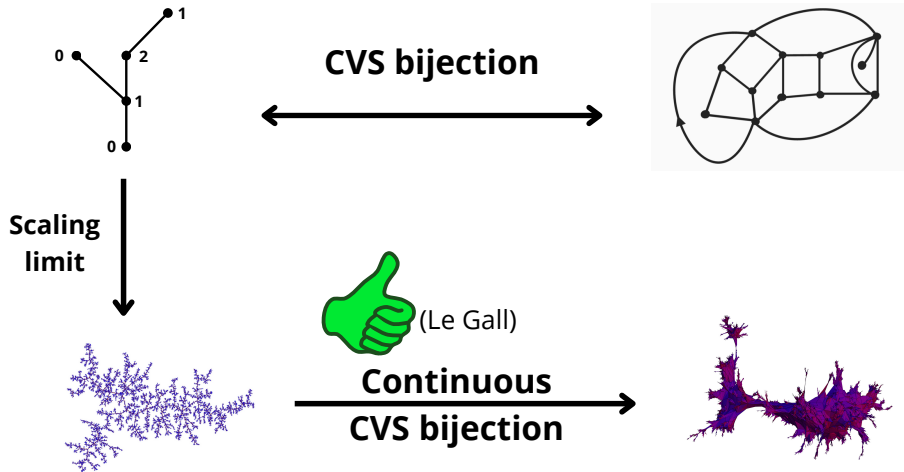 1
0
2
1
0
CVS bijection
Scaling
limit
(Le Gall)
Continuous
CVS bijection